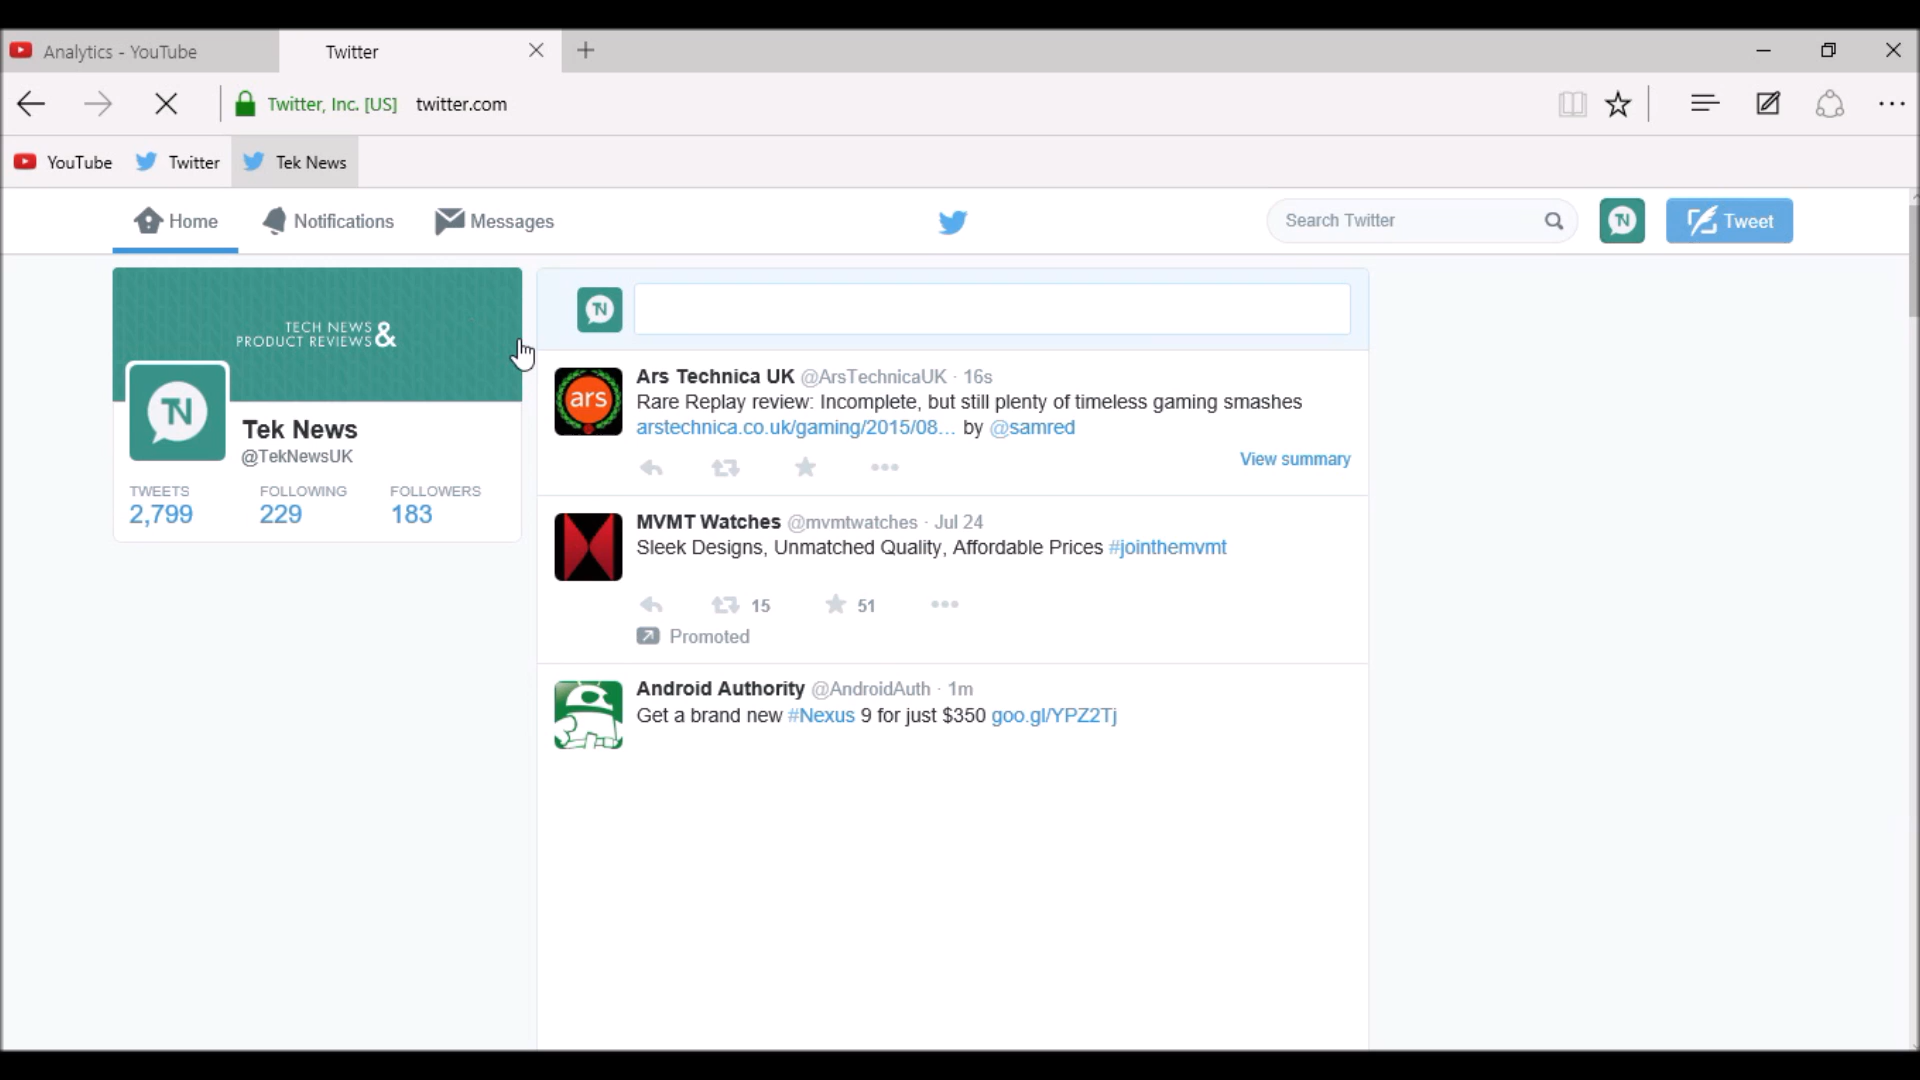 Analytics - YouTube
Twitter
Twitter, Inc. [US] twitter.com
YouTube
Twitter
Tek News
Home
Notifications
Messages
Search Twitter
TN
Tweet
TECH NEWS
PRODUCT REVIEWS &
TN
TN
Tek News
@TekNewsUK
TWEETS
FOLLOWING
FOLLOWERS
2,799
229
183
ars
Ars Technica UK @ArsTechnicaUK · 16s
Rare Replay review: Incomplete, but still plenty of timeless gaming smashes
arstechnica.co.uk/gaming/2015/08... by @samred
View summary
MVMT Watches @mvmtwatches · Jul 24
Sleek Designs, Unmatched Quality, Affordable Prices #jointhemvmt
15
51
Promoted
Android Authority @AndroidAuth · 1m
Get a brand new #Nexus 9 for just $350 goo.gl/YPZ2Tj